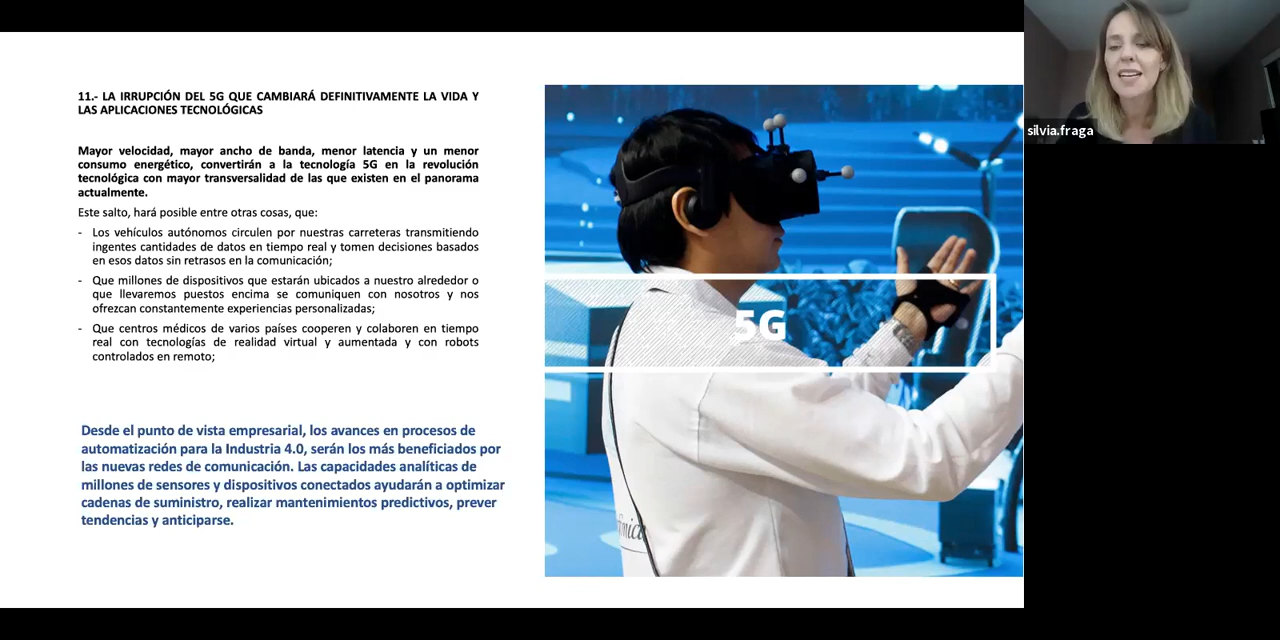 11.- LA IRRUPCIÓN DEL 5G QUE CAMBIARÁ DEFINITIVAMENTE LA VIDA Y
LAS APLICACIONES TECNOLÓGICAS
Mayor velocidad, mayor ancho de banda, menor latencia y un menor
consumo energético, convertirán a la tecnología 5G en la revolución
tecnológica con mayor transversalidad de las que existen en el panorama
actualmente.
Este salto, hará posible entre otras cosas, que:
- Los vehículos autónomos circulen por nuestras carreteras transmitiendo
ingentes cantidades de datos en tiempo real y tomen decisiones basados
en esos datos sin retrasos en la comunicación;
- Que millones de dispositivos que estarán ubicados a nuestro alrededor o
que llevaremos puestos encima se comuniquen con nosotros y nos
ofrezcan constantemente experiencias personalizadas;
- Que centros médicos de varios países cooperen y colaboren en tiempo
real con tecnologías de realidad virtual y aumentada y con robots
controlados en remoto;
Desde el punto de vista empresarial, los avances en procesos de
automatización para la Industria 4.0, serán los más beneficiados por
las nuevas redes de comunicación. Las capacidades analíticas de
millones de sensores y dispositivos conectados ayudarán a optimizar
cadenas de suministro, realizar mantenimientos predictivos, prever
tendencias y anticiparse.
5G
silvia.fraga